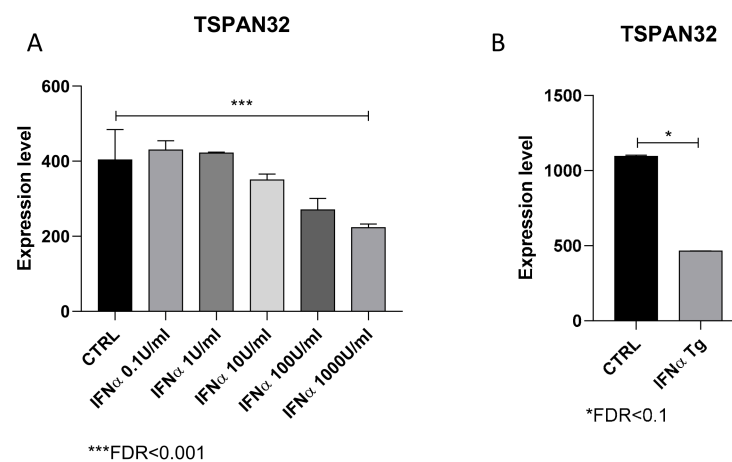 A
TSPAN32
Expression level
600
400
200
0
***
CTRL
IFNα 0.1U/ml
IFNα 1U/ml
IFNα 10U/ml
IFNα 100U/ml
IFNα 1000U/ml
***FDR<0.001
B
TSPAN32
Expression level
1500
1000
500
0
*
CTRL
IFNα Tg
*FDR<0.1